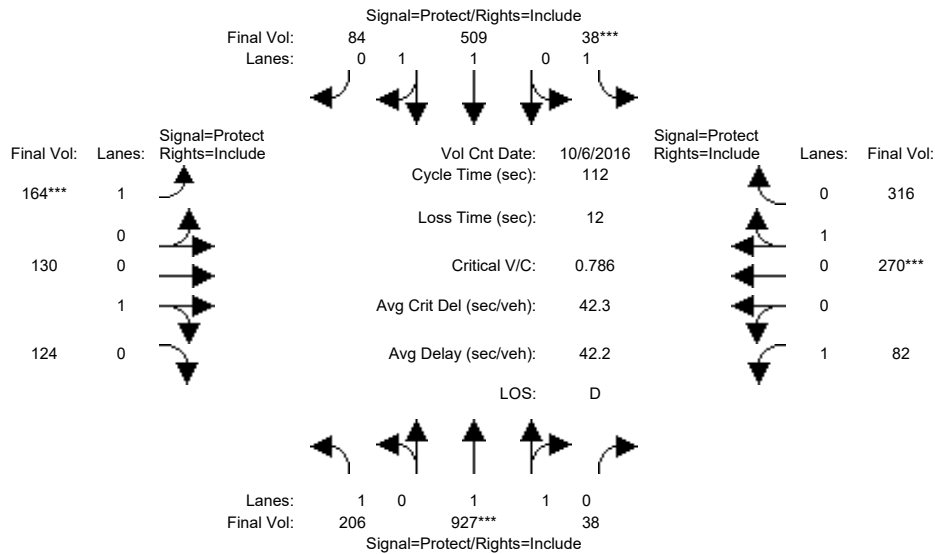 Signal=Protect/Rights=Include
Final Vol: 84 509 38***
Lanes: 0 1 1 0 1
Signal=Protect
Final Vol: Lanes: Rights=Include
Vol Cnt Date: 10/6/2016
Signal=Protect
Rights=Include Lanes: Final Vol:
Cycle Time (sec): 112
164*** 1
0 316
Loss Time (sec): 12
0
1
130 0
Critical V/C: 0.786
0 270***
1
Avg Crit Del (sec/veh): 42.3
0
124 0
Avg Delay (sec/veh): 42.2
1 82
LOS: D
Lanes: 1 0 1 1 0
Final Vol: 206 927*** 38
Signal=Protect/Rights=Include